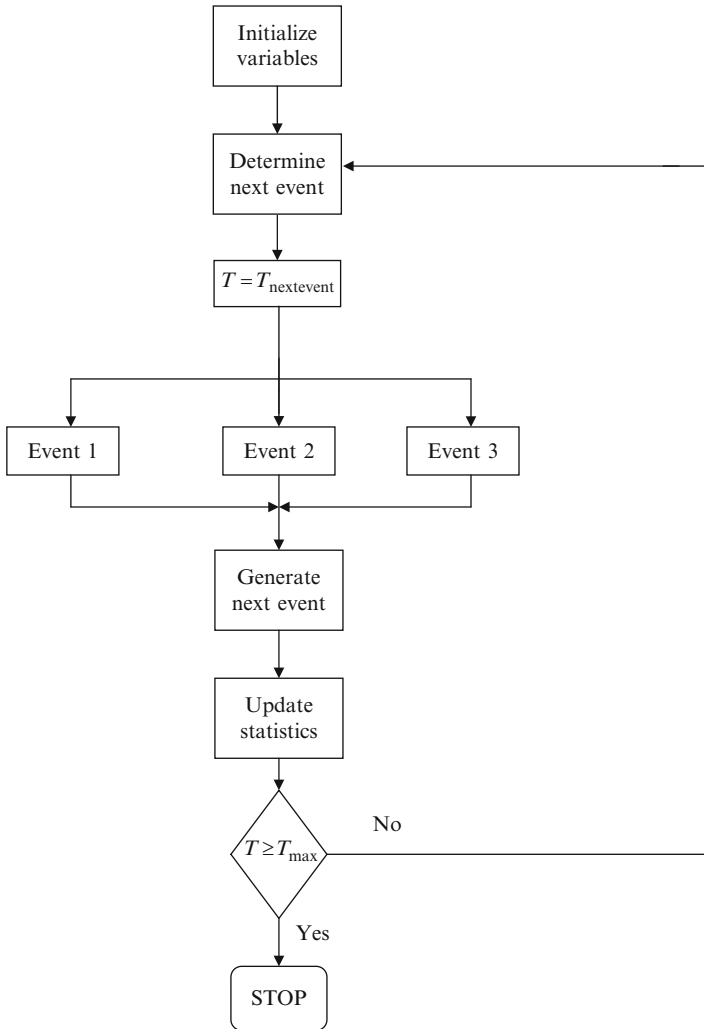 Initialize
variables
Determine
next event
T = T_nextevent
Event 1
Event 2
Event 3
Generate
next event
Update
statistics
T ≥ T_max
No
Yes
STOP